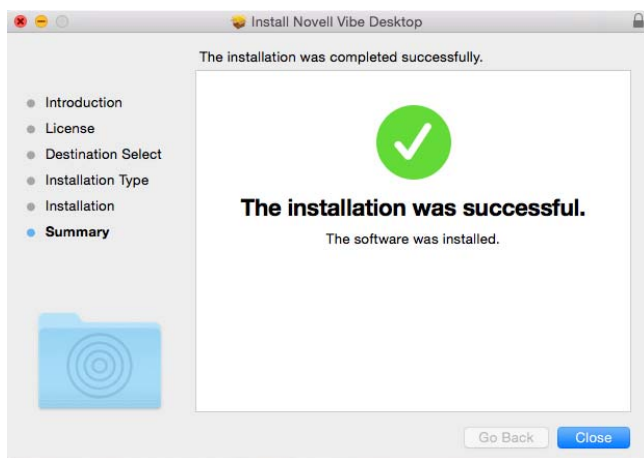 Install Novell Vibe Desktop
The installation was completed successfully.
Introduction
License
Destination Select
Installation Type
Installation
Summary
The installation was successful.
The software was installed.
Go Back
Close